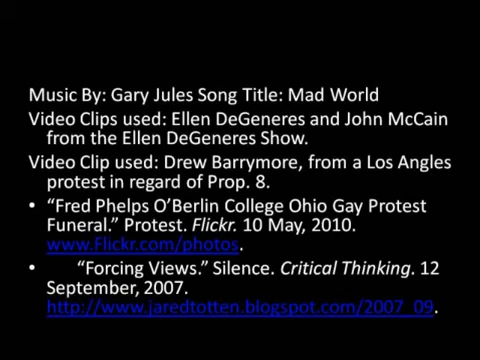 Music By: Gary Jules Song Title: Mad World
Video Clips used: Ellen DeGeneres and John McCain
from the Ellen DeGeneres Show.
Video Clip used: Drew Barrymore, from a Los Angles
protest in regard of Prop. 8.
• “Fred Phelps O’Berlin College Ohio Gay Protest
Funeral.” Protest. Flickr. 10 May, 2010.
www.Flickr.com/photos.
• “Forcing Views.” Silence. Critical Thinking. 12
September, 2007.
http://www.jaredtotten.blogspot.com/2007_09.